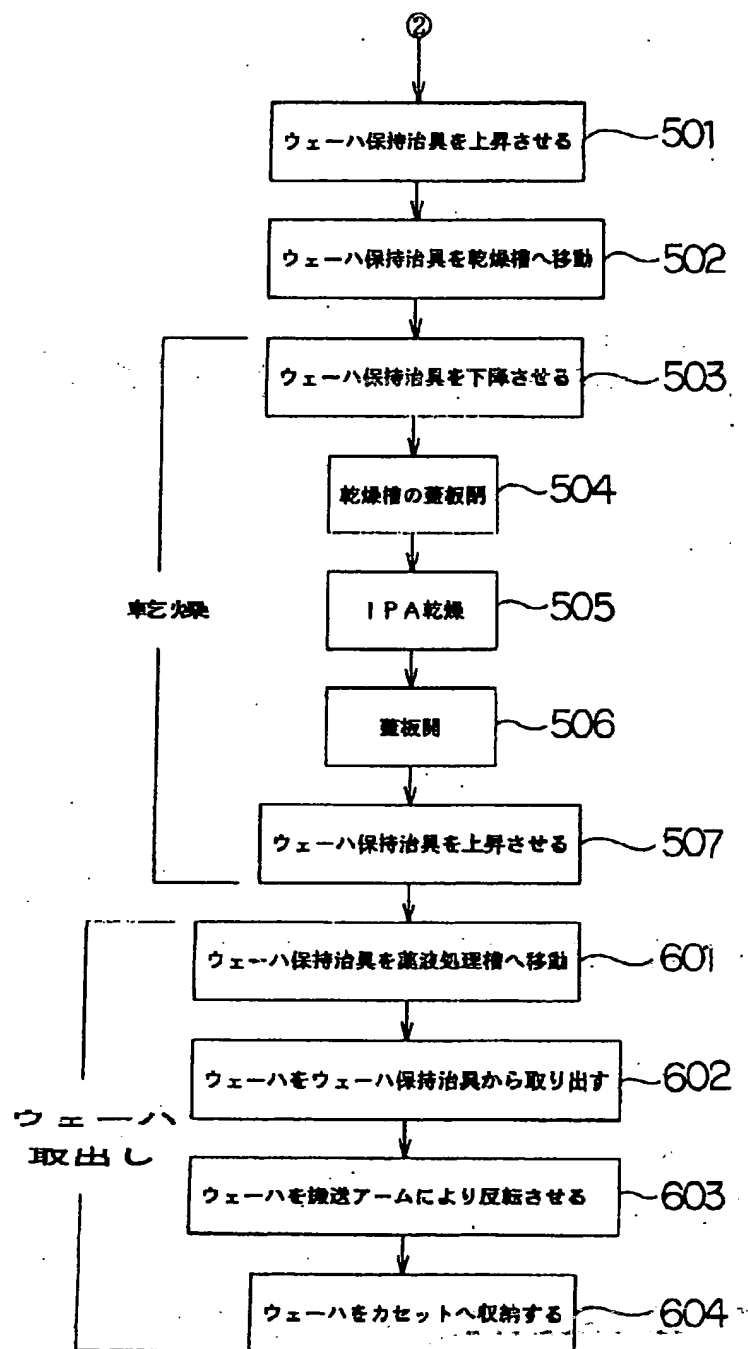 ②
ウェーハ保持治具を上昇させる 501
ウェーハ保持治具を乾燥槽へ移動 502
ウェーハ保持治具を下降させる 503
乾燥槽の蓋板閉 504
乾燥
IPA乾燥 505
蓋板開 506
ウェーハ保持治具を上昇させる 507
ウェーハ保持治具を薬液処理槽へ移動 601
ウェーハをウェーハ保持治具から取り出す 602
ウェーハ
取出し
ウェーハを搬送アームにより反転させる 603
ウェーハをカセットへ収納する 604